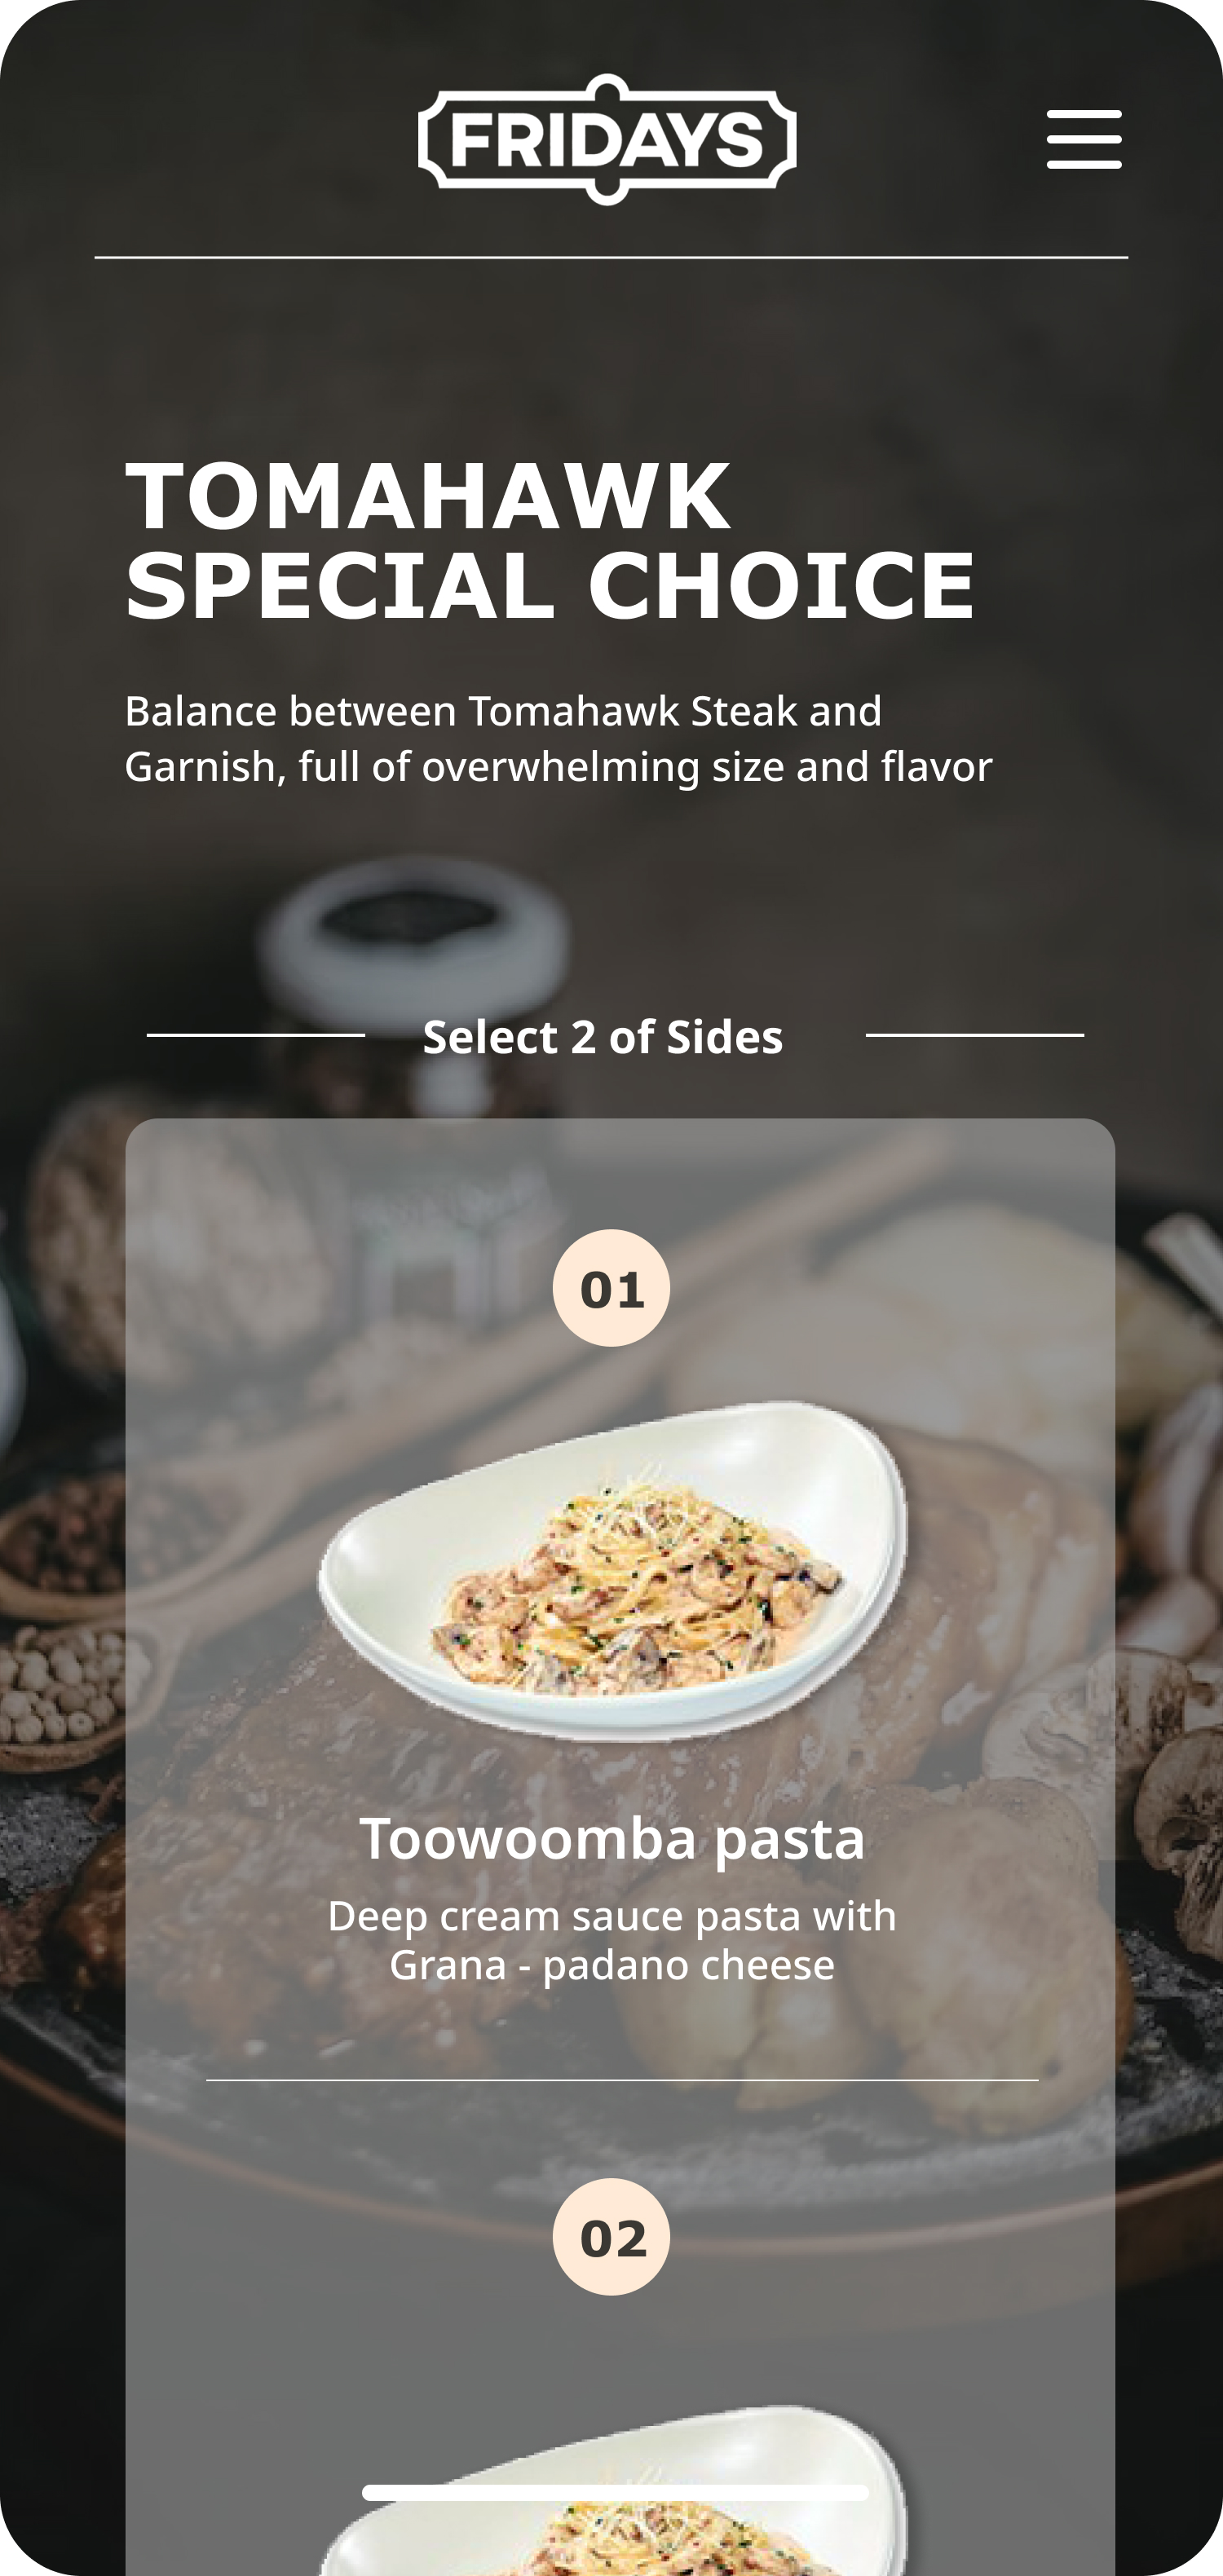 FRIDAYS
TOMAHAWK
SPECIAL CHOICE
Balance between Tomahawk Steak and
Garnish, full of overwhelming size and flavor
Select 2 of Sides
01
Toowoomba pasta
Deep cream sauce pasta with
Grana - padano cheese
02